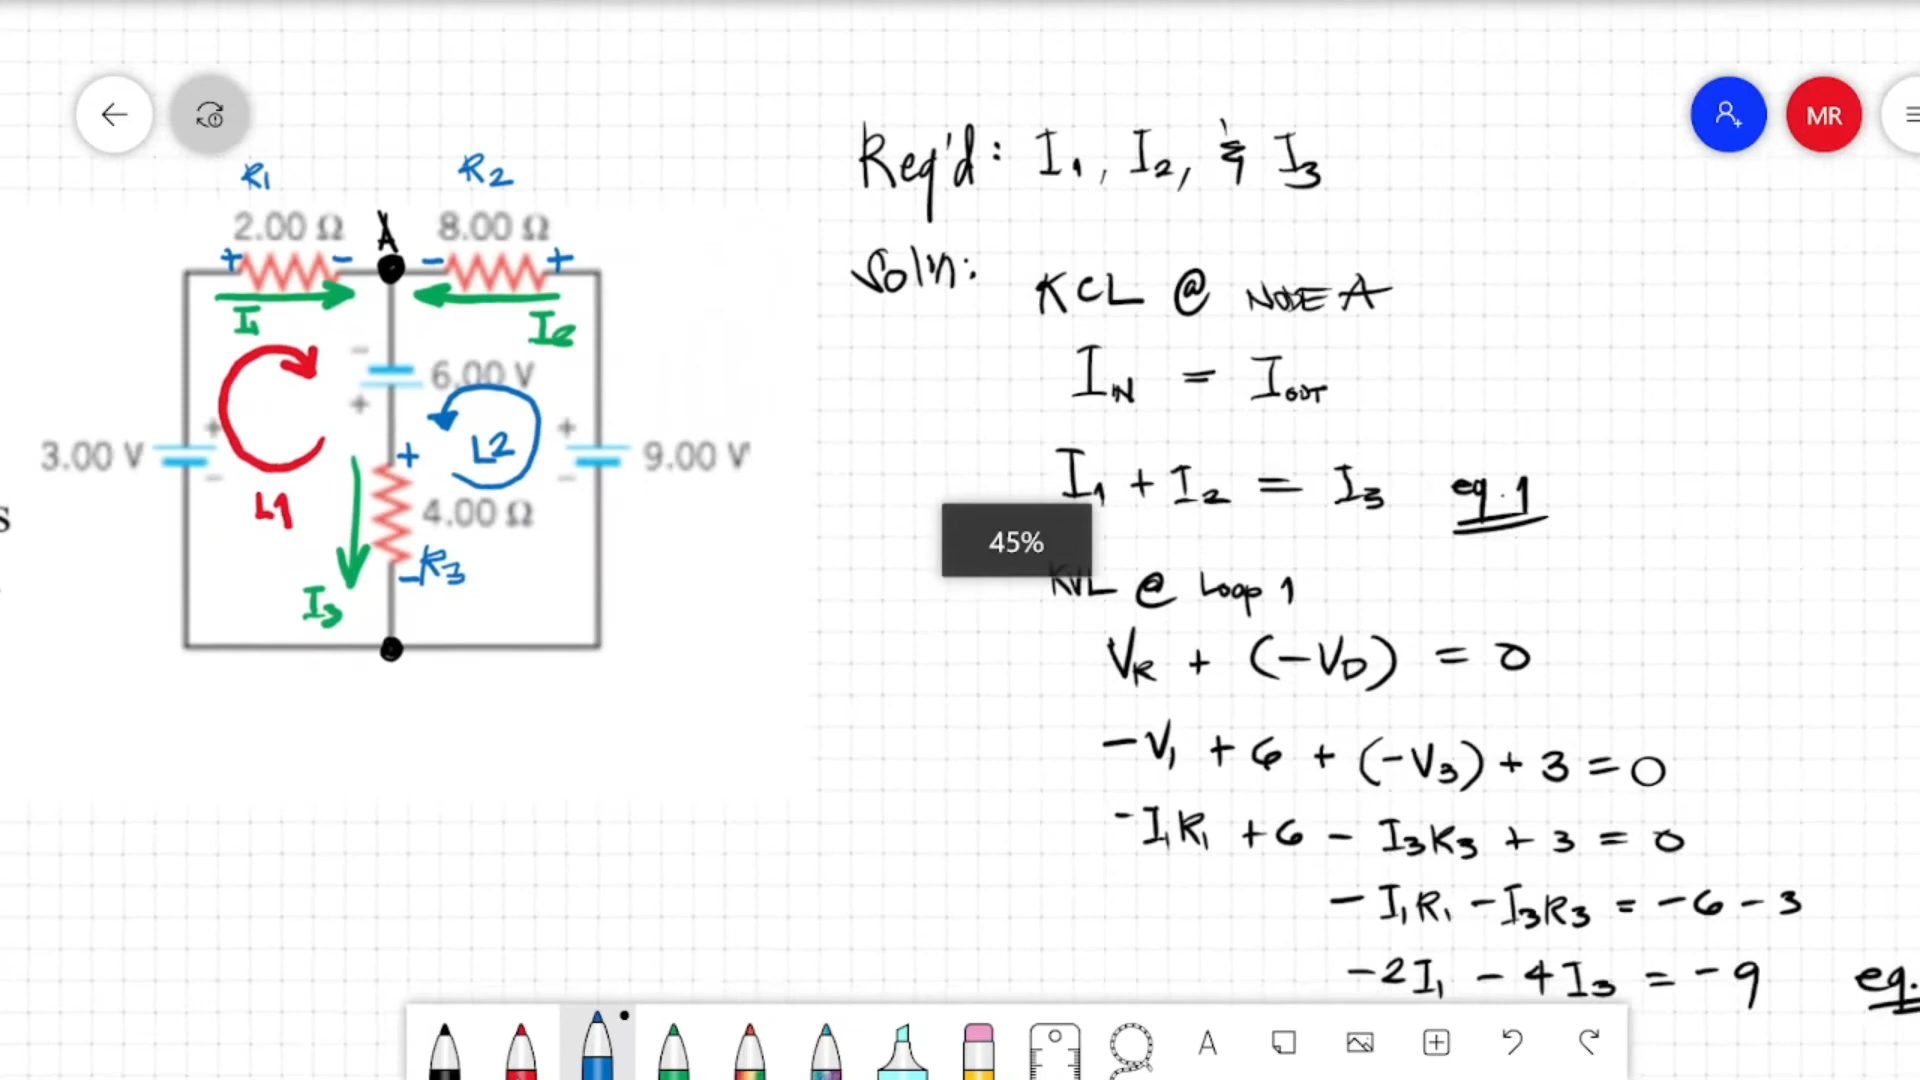 MR
R1
R2
2.00 Ω
A
8.00 Ω
+ - - +
I1
I2
-
6.00 V
+
+
+
+
3.00 V
L2
9.00 V
-
-
L1
4.00 Ω
-R3
I3
s
Req'd: I1, I2, & I3
Sol'n:
KCL @ NODE A
IIN = IOUT
I1 + I2 = I3 eq. 1
45%
KVL @ Loop 1
VR + (-VD) = 0
-V1 + 6 + (-V3) + 3 = 0
-I1R1 + 6 - I3R3 + 3 = 0
-I1R1 - I3R3 = -6 - 3
-2I1 - 4I3 = -9 eq.
A